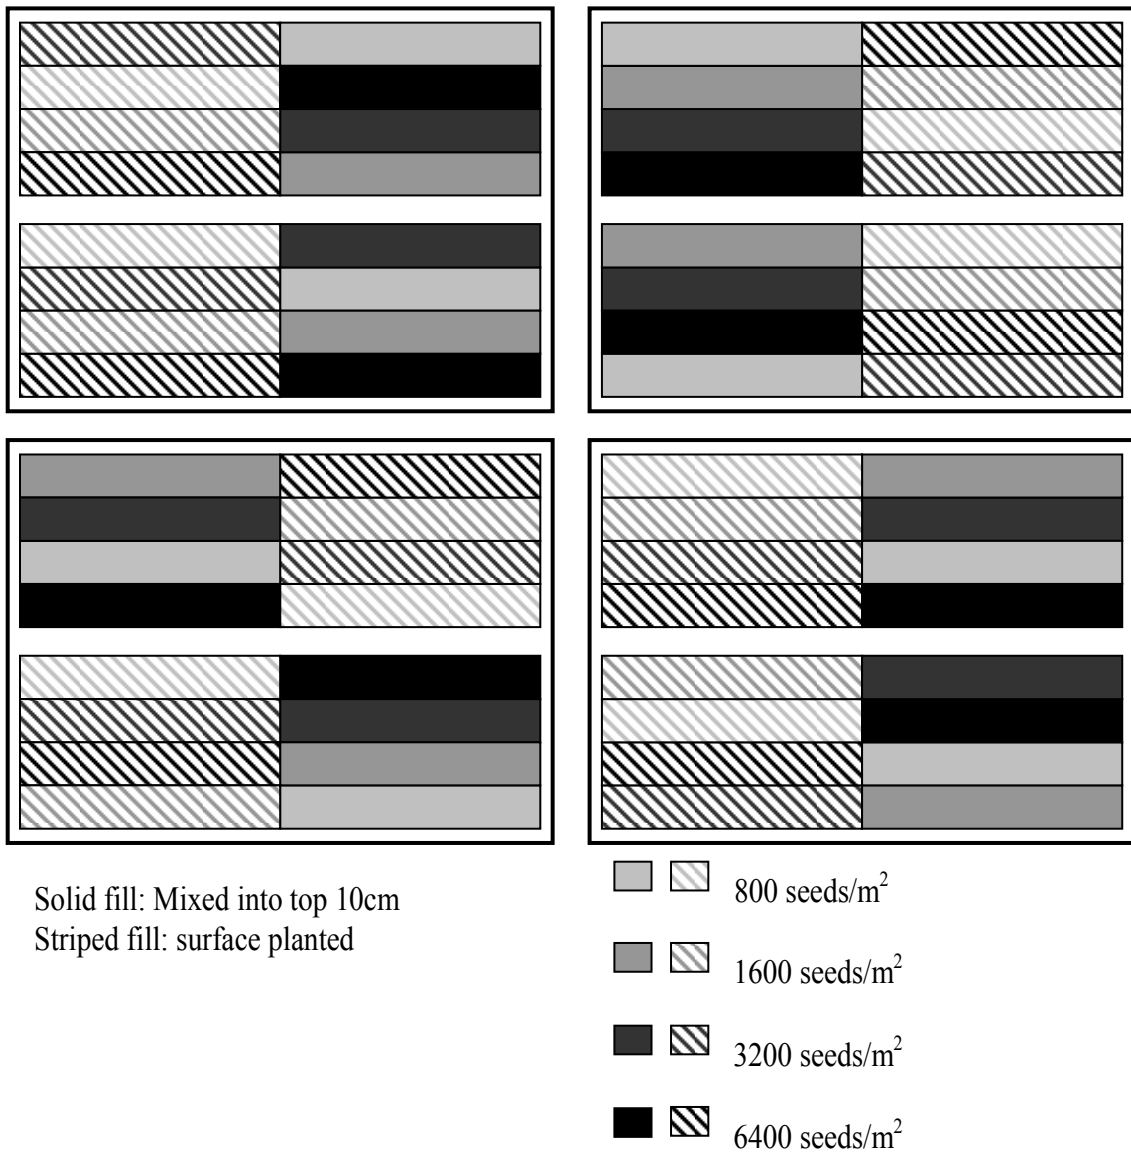 Solid fill: Mixed into top 10cm
Striped fill: surface planted
800 seeds/m²
1600 seeds/m²
3200 seeds/m²
6400 seeds/m²